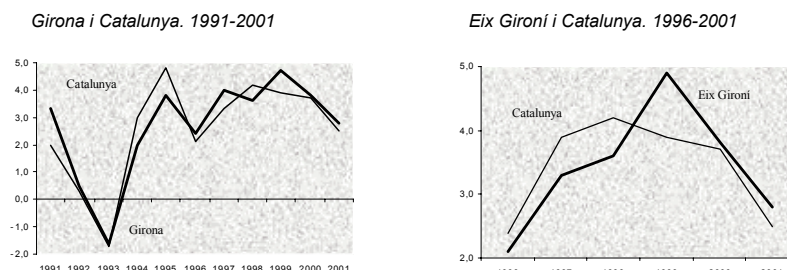 Girona i Catalunya. 1991-2001
5,0
4,0
3,0
2,0
1,0
0,0
-1,0
-2,0
Catalunya
Girona
1991 1992 1993 1994 1995 1996 1997 1998 1999 2000 2001
Eix Gironí i Catalunya. 1996-2001
5,0
4,0
3,0
2,0
Catalunya
Eix Gironí